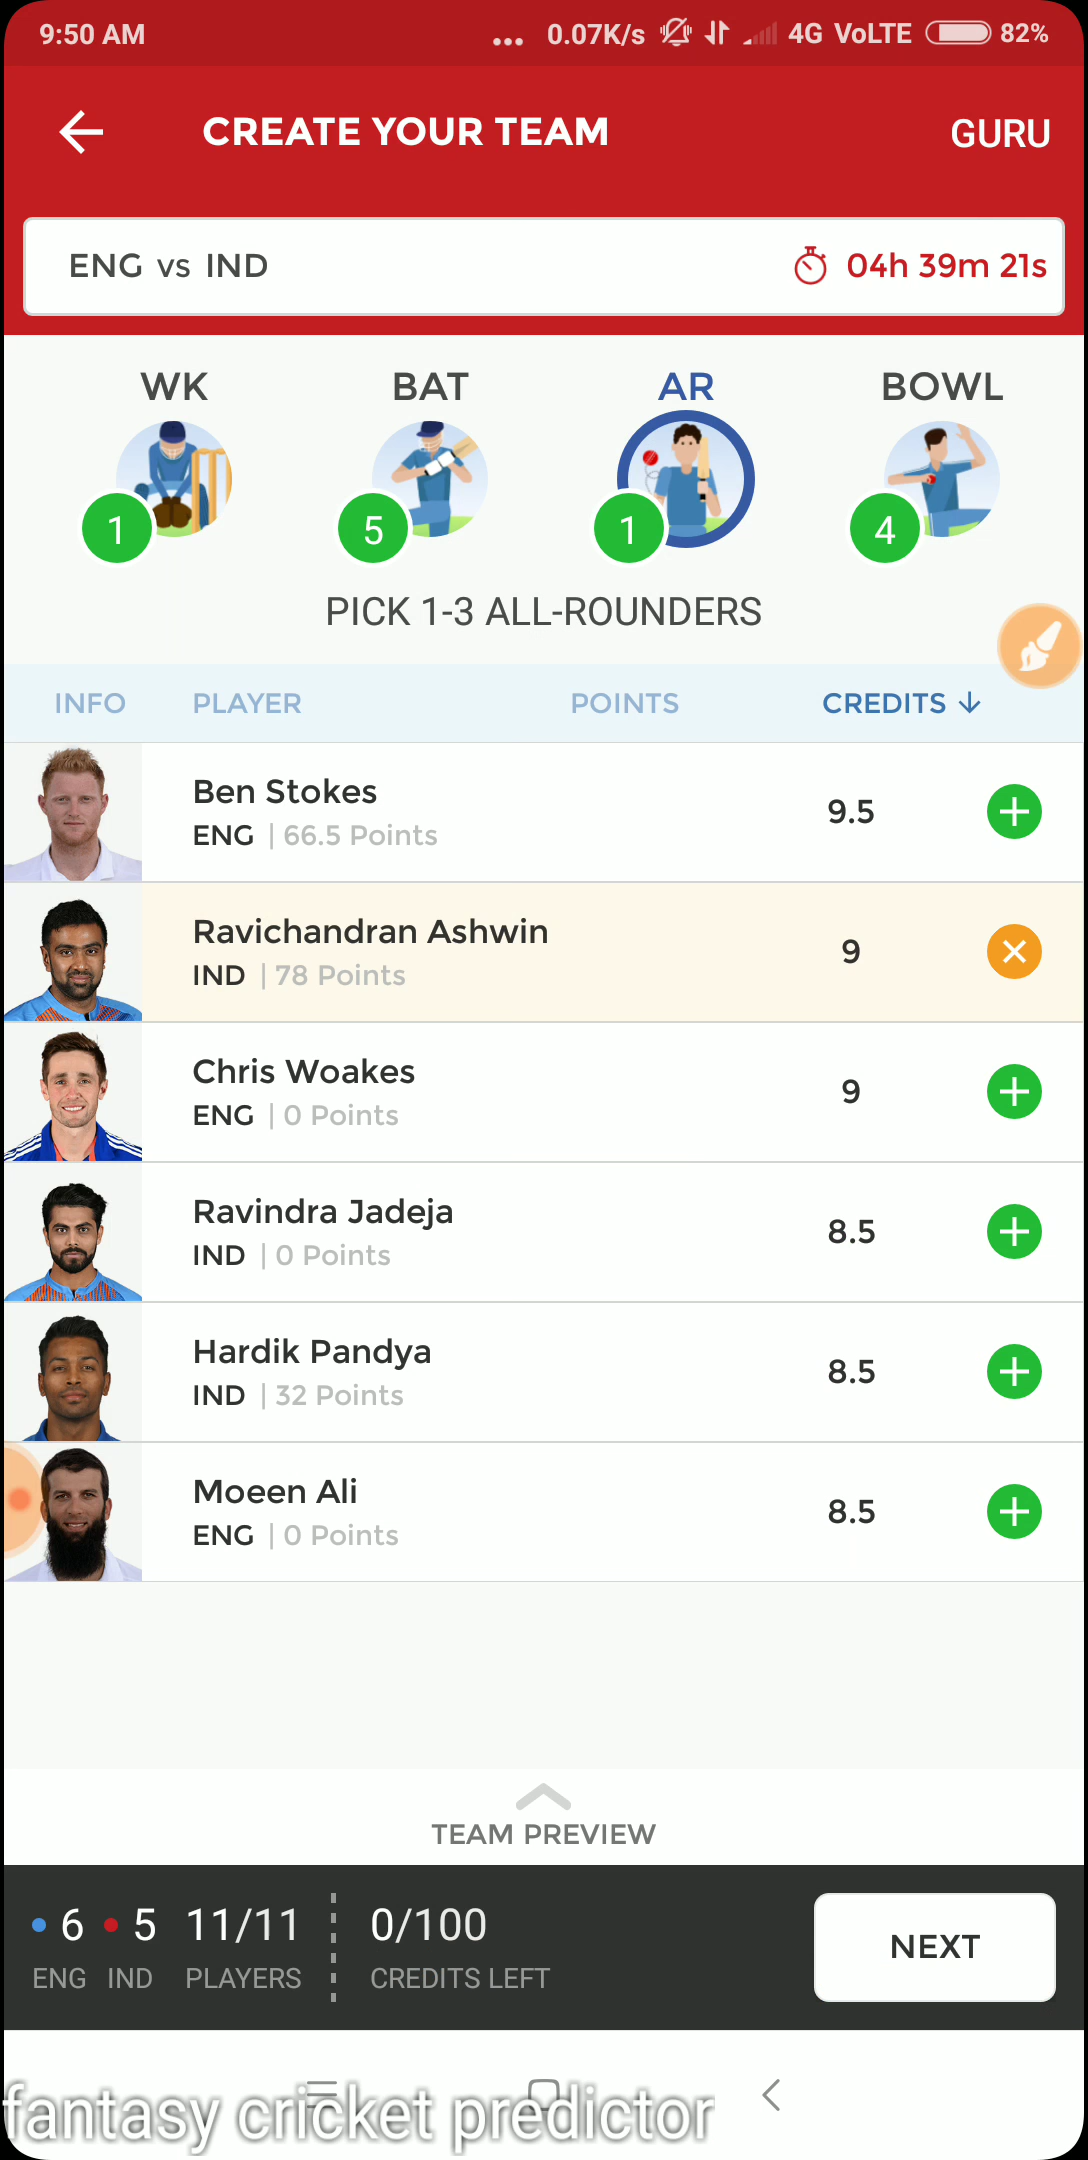 9:50 AM ... 0.07K/s 4G VoLTE 82%
CREATE YOUR TEAM GURU
ENG vs IND 04h 39m 21s
WK BAT AR BOWL
1 5 1 4
PICK 1-3 ALL-ROUNDERS
INFO PLAYER POINTS CREDITS ↓
Ben Stokes
ENG | 66.5 Points 9.5 +
Ravichandran Ashwin
IND | 78 Points 9 ×
Chris Woakes
ENG | 0 Points 9 +
Ravindra Jadeja
IND | 0 Points 8.5 +
Hardik Pandya
IND | 32 Points 8.5 +
Moeen Ali
ENG | 0 Points 8.5 +
TEAM PREVIEW
6 5 11/11 0/100
ENG IND PLAYERS CREDITS LEFT
NEXT
fantasy cricket predictor